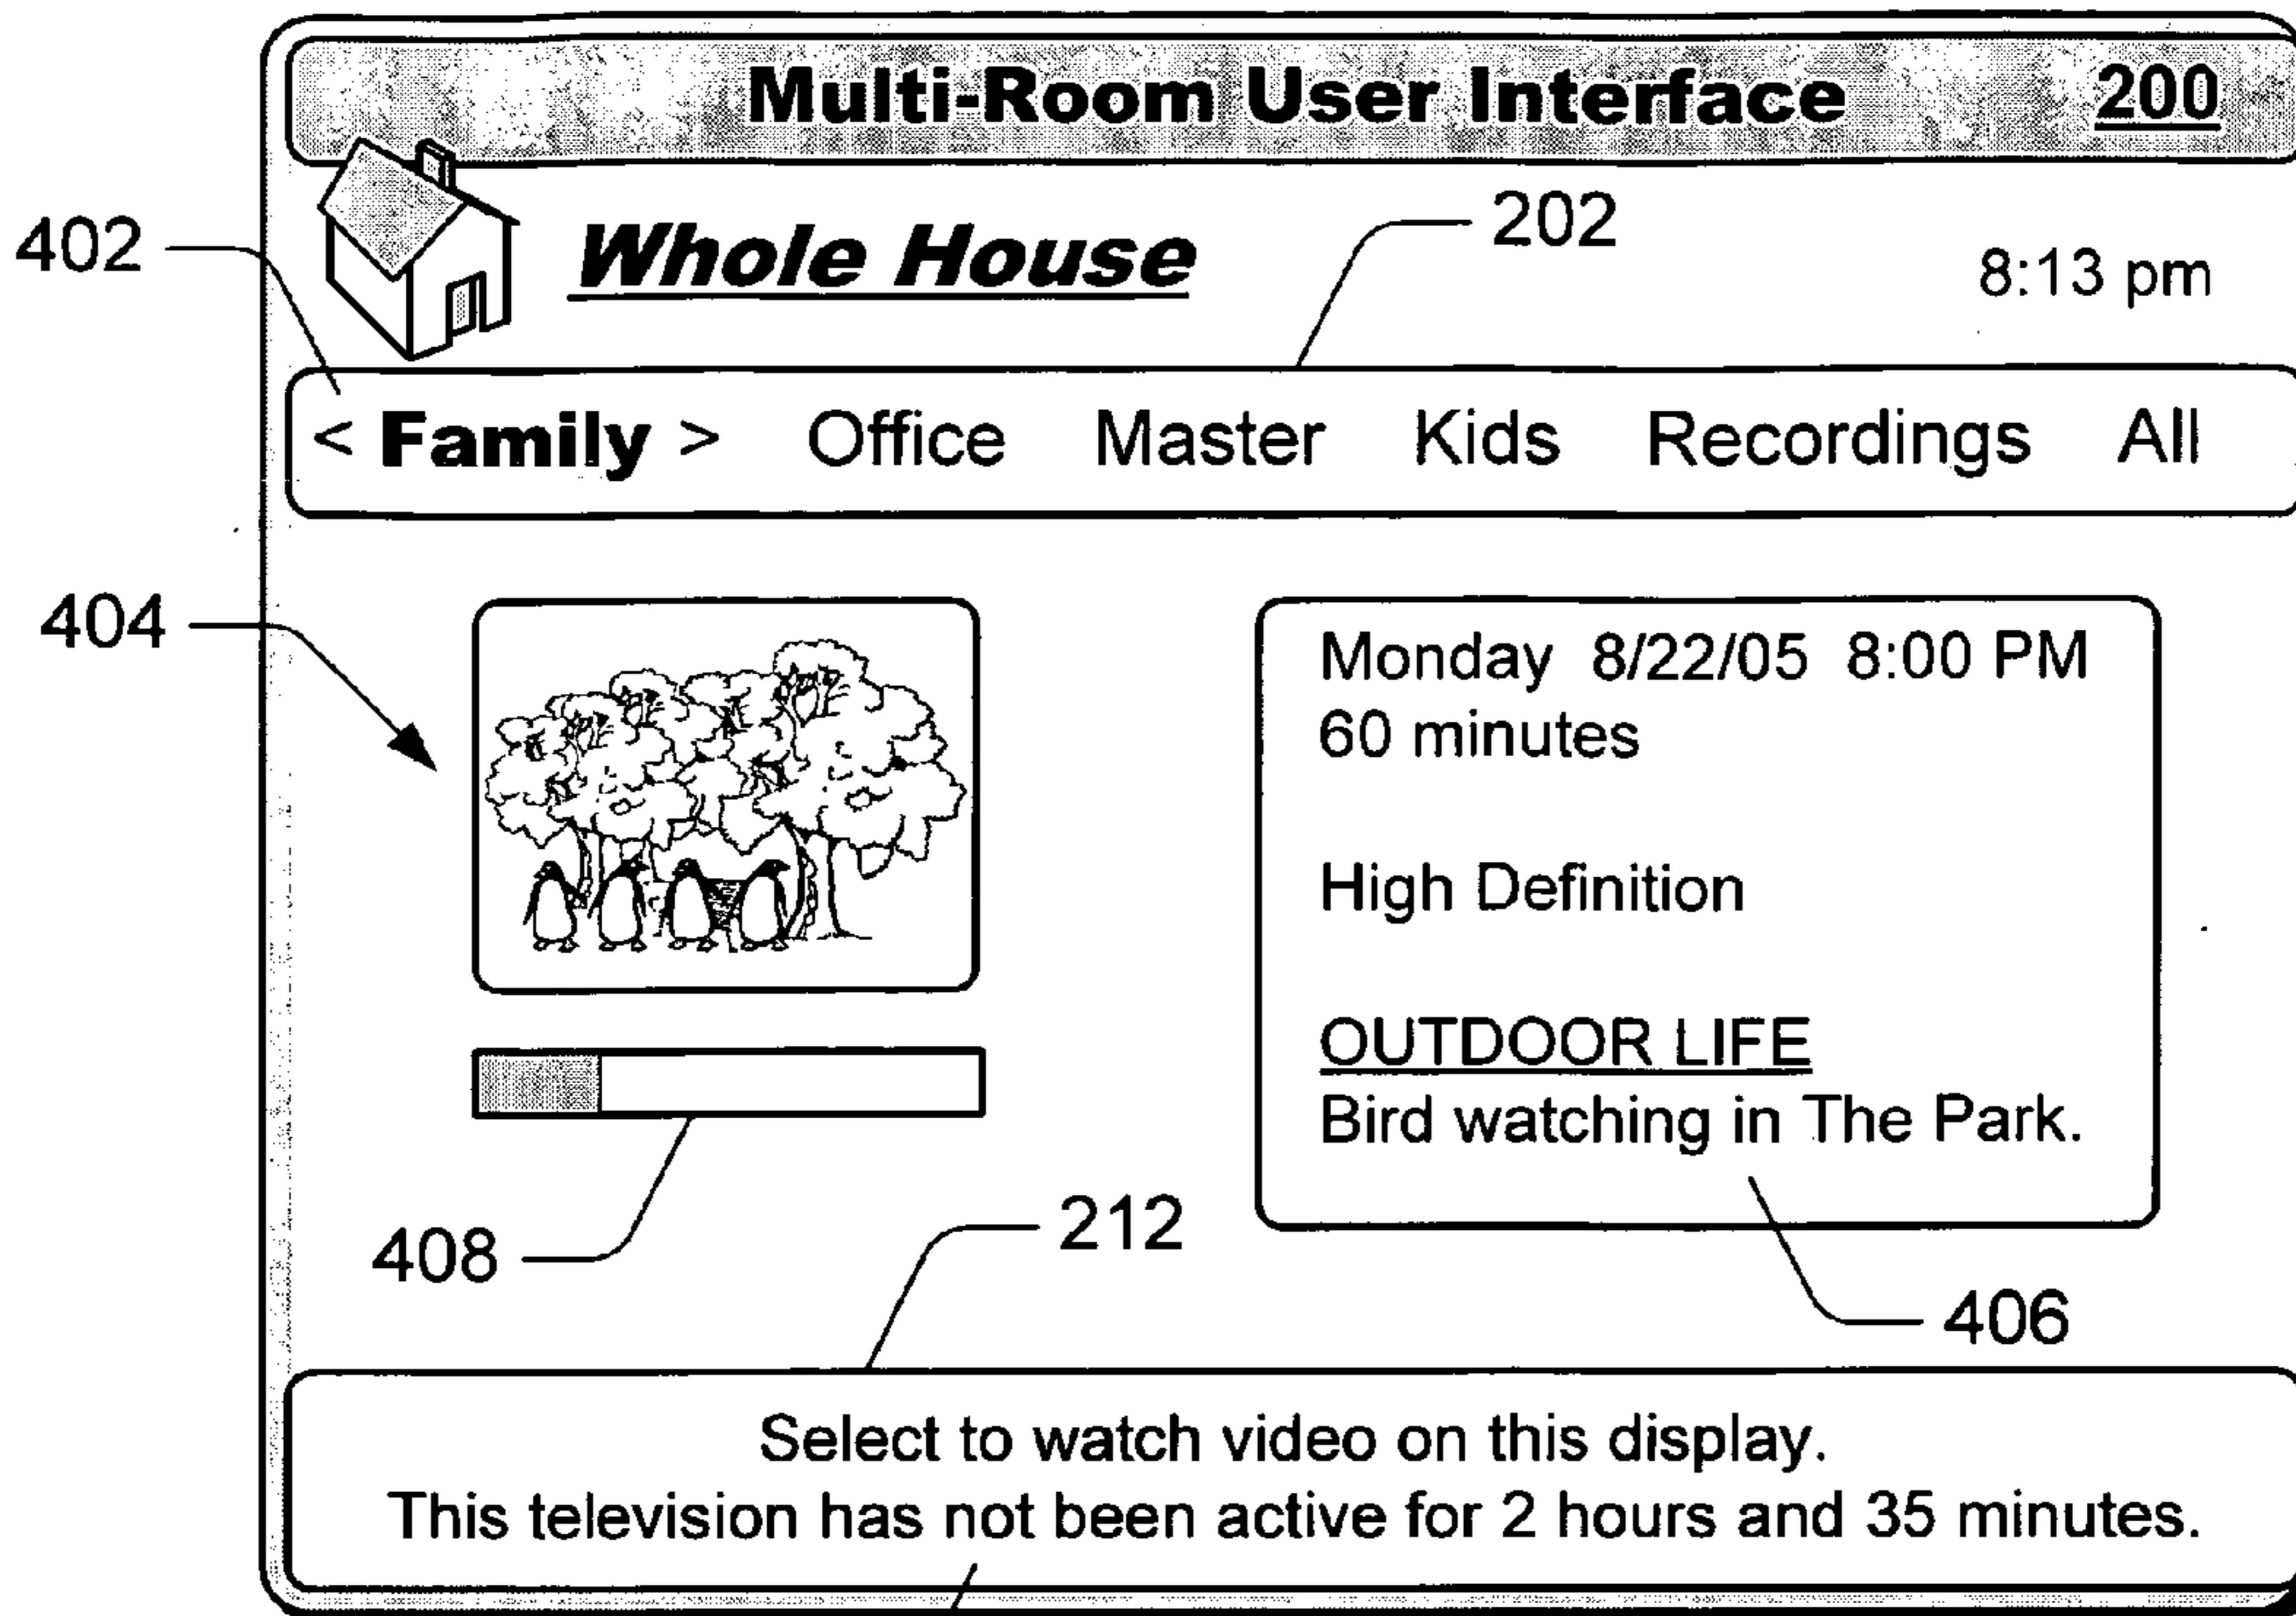 Multi-Room User Interface 200
402
Whole House
202
8:13 pm
< Family > Office Master Kids Recordings All
404
Monday 8/22/05 8:00 PM
60 minutes
High Definition
OUTDOOR LIFE
Bird watching in The Park.
408
212
406
Select to watch video on this display.
This television has not been active for 2 hours and 35 minutes.